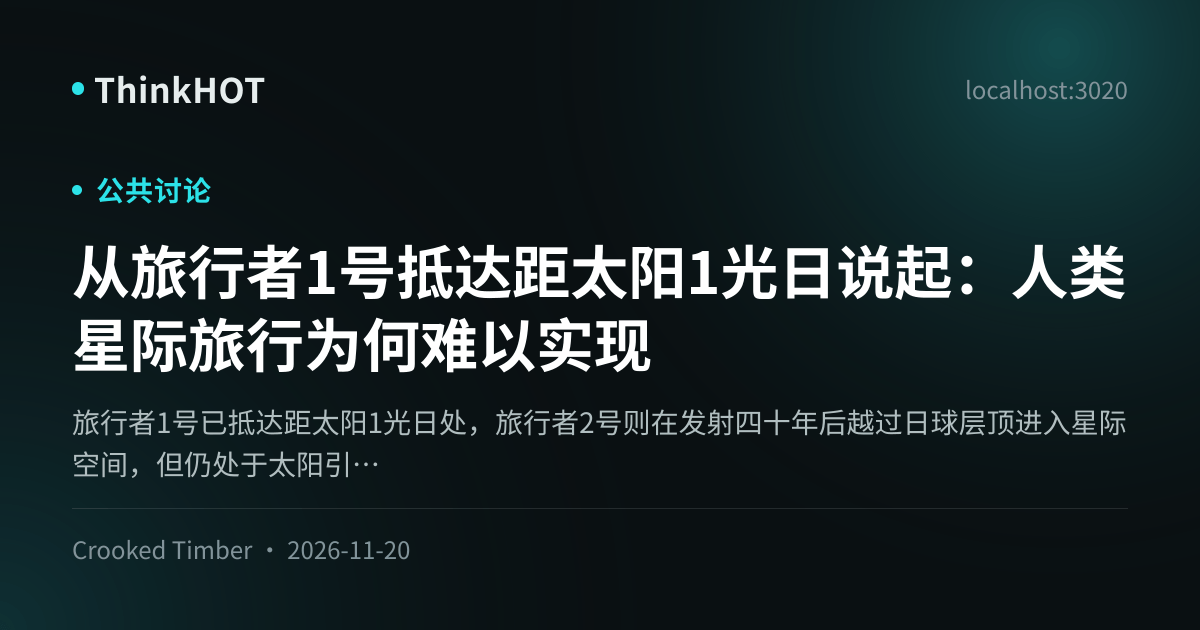 ThinkHOT
localhost:3020
公共讨论
从旅行者1号抵达距太阳1光日说起：人类
星际旅行为何难以实现
旅行者1号已抵达距太阳1光日处，旅行者2号则在发射四十年后越过日球层顶进入星际
空间，但仍处于太阳引…
Crooked Timber · 2026-11-20